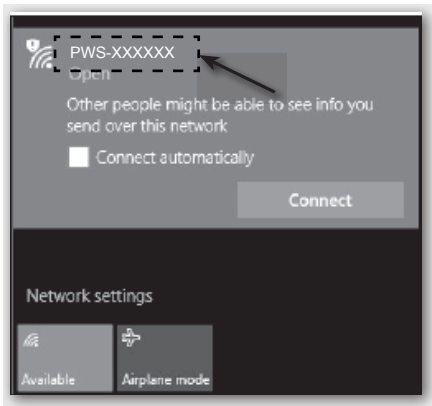 PWS-XXXXXX
Open
Other people might be able to see info you
send over this network
Connect automatically
Connect
Network settings
Available
Airplane mode